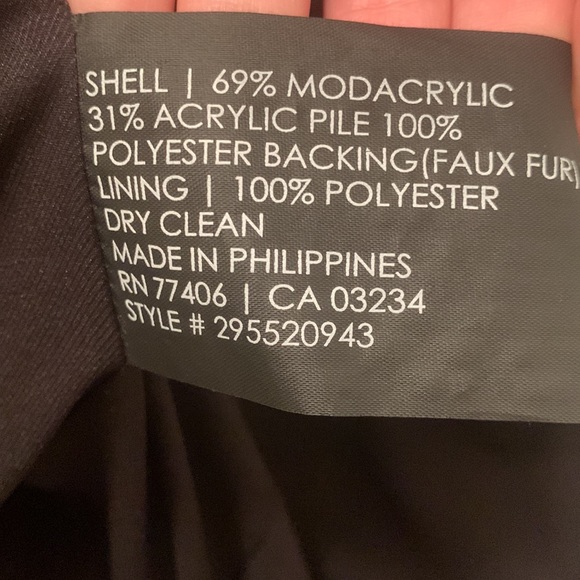 SHELL | 69% MODACRYLIC
31% ACRYLIC PILE 100%
POLYESTER BACKING(FAUX FUR)
LINING | 100% POLYESTER
DRY CLEAN
MADE IN PHILIPPINES
RN 77406 | CA 03234
STYLE # 295520943